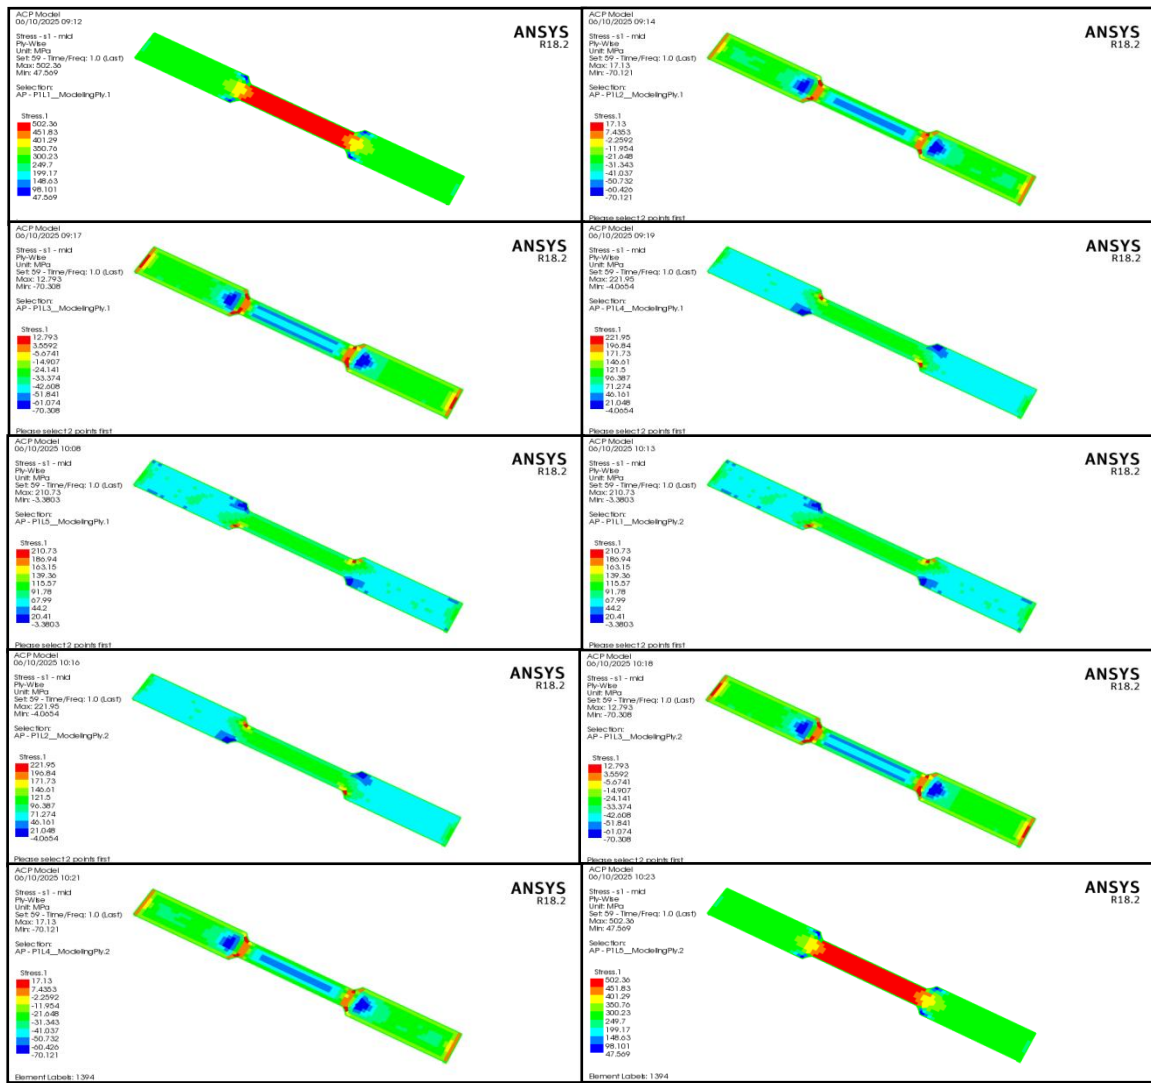 ACP Model
06/10/2025 09:12
ANSYS
R18.2
Stress - s1 - mid
Ply-Wise
Unit: MPa
Set: 59 - Time/Freq: 1.0 (Last)
Max: 502.36
Min: 47.569
Selection:
AP - P1L1__ModelingPly.1
Stress.1
502.36
451.83
401.29
350.76
300.23
249.7
199.17
148.63
98.101
47.569
ACP Model
06/10/2025 09:14
ANSYS
R18.2
Stress - s1 - mid
Ply-Wise
Unit: MPa
Set: 59 - Time/Freq: 1.0 (Last)
Max: 17.13
Min: -70.121
Selection:
AP - P1L2__ModelingPly.1
Stress.1
17.13
7.4353
-2.2592
-11.954
-21.648
-31.343
-41.037
-50.732
-60.426
-70.121
Please select 2 points first
ACP Model
06/10/2025 09:17
ANSYS
R18.2
Stress - s1 - mid
Ply-Wise
Unit: MPa
Set: 59 - Time/Freq: 1.0 (Last)
Max: 12.793
Min: -70.308
Selection:
AP - P1L3__ModelingPly.1
Stress.1
12.793
3.5592
-5.6741
-14.907
-24.141
-33.374
-42.608
-51.841
-61.074
-70.308
Please select 2 points first
ACP Model
06/10/2025 09:19
ANSYS
R18.2
Stress - s1 - mid
Ply-Wise
Unit: MPa
Set: 59 - Time/Freq: 1.0 (Last)
Max: 221.95
Min: -4.0654
Selection:
AP - P1L4__ModelingPly.1
Stress.1
221.95
196.84
171.73
146.61
121.5
96.387
71.274
46.161
21.048
-4.0654
Please select 2 points first
ACP Model
06/10/2025 10:08
ANSYS
R18.2
Stress - s1 - mid
Ply-Wise
Unit: MPa
Set: 59 - Time/Freq: 1.0 (Last)
Max: 210.73
Min: -3.3803
Selection:
AP - P1L5__ModelingPly.1
Stress.1
210.73
186.94
163.15
139.36
115.57
91.78
67.99
44.2
20.41
-3.3803
Please select 2 points first
ACP Model
06/10/2025 10:13
ANSYS
R18.2
Stress - s1 - mid
Ply-Wise
Unit: MPa
Set: 59 - Time/Freq: 1.0 (Last)
Max: 210.73
Min: -3.3803
Selection:
AP - P1L1__ModelingPly.2
Stress.1
210.73
186.94
163.15
139.36
115.57
91.78
67.99
44.2
20.41
-3.3803
Please select 2 points first
ACP Model
06/10/2025 10:16
ANSYS
R18.2
Stress - s1 - mid
Ply-Wise
Unit: MPa
Set: 59 - Time/Freq: 1.0 (Last)
Max: 221.95
Min: -4.0654
Selection:
AP - P1L2__ModelingPly.2
Stress.1
221.95
196.84
171.73
146.61
121.5
96.387
71.274
46.161
21.048
-4.0654
Please select 2 points first
ACP Model
06/10/2025 10:18
ANSYS
R18.2
Stress - s1 - mid
Ply-Wise
Unit: MPa
Set: 59 - Time/Freq: 1.0 (Last)
Max: 12.793
Min: -70.308
Selection:
AP - P1L3__ModelingPly.2
Stress.1
12.793
3.5592
-5.6741
-14.907
-24.141
-33.374
-42.608
-51.841
-61.074
-70.308
Please select 2 points first
ACP Model
06/10/2025 10:21
ANSYS
R18.2
Stress - s1 - mid
Ply-Wise
Unit: MPa
Set: 59 - Time/Freq: 1.0 (Last)
Max: 17.13
Min: -70.121
Selection:
AP - P1L4__ModelingPly.2
Stress.1
17.13
7.4353
-2.2592
-11.954
-21.648
-31.343
-41.037
-50.732
-60.426
-70.121
Element Labels: 1394
ACP Model
06/10/2025 10:23
ANSYS
R18.2
Stress - s1 - mid
Ply-Wise
Unit: MPa
Set: 59 - Time/Freq: 1.0 (Last)
Max: 502.36
Min: 47.569
Selection:
AP - P1L5__ModelingPly.2
Stress.1
502.36
451.83
401.29
350.76
300.23
249.7
199.17
148.63
98.101
47.569
Element Labels: 1394